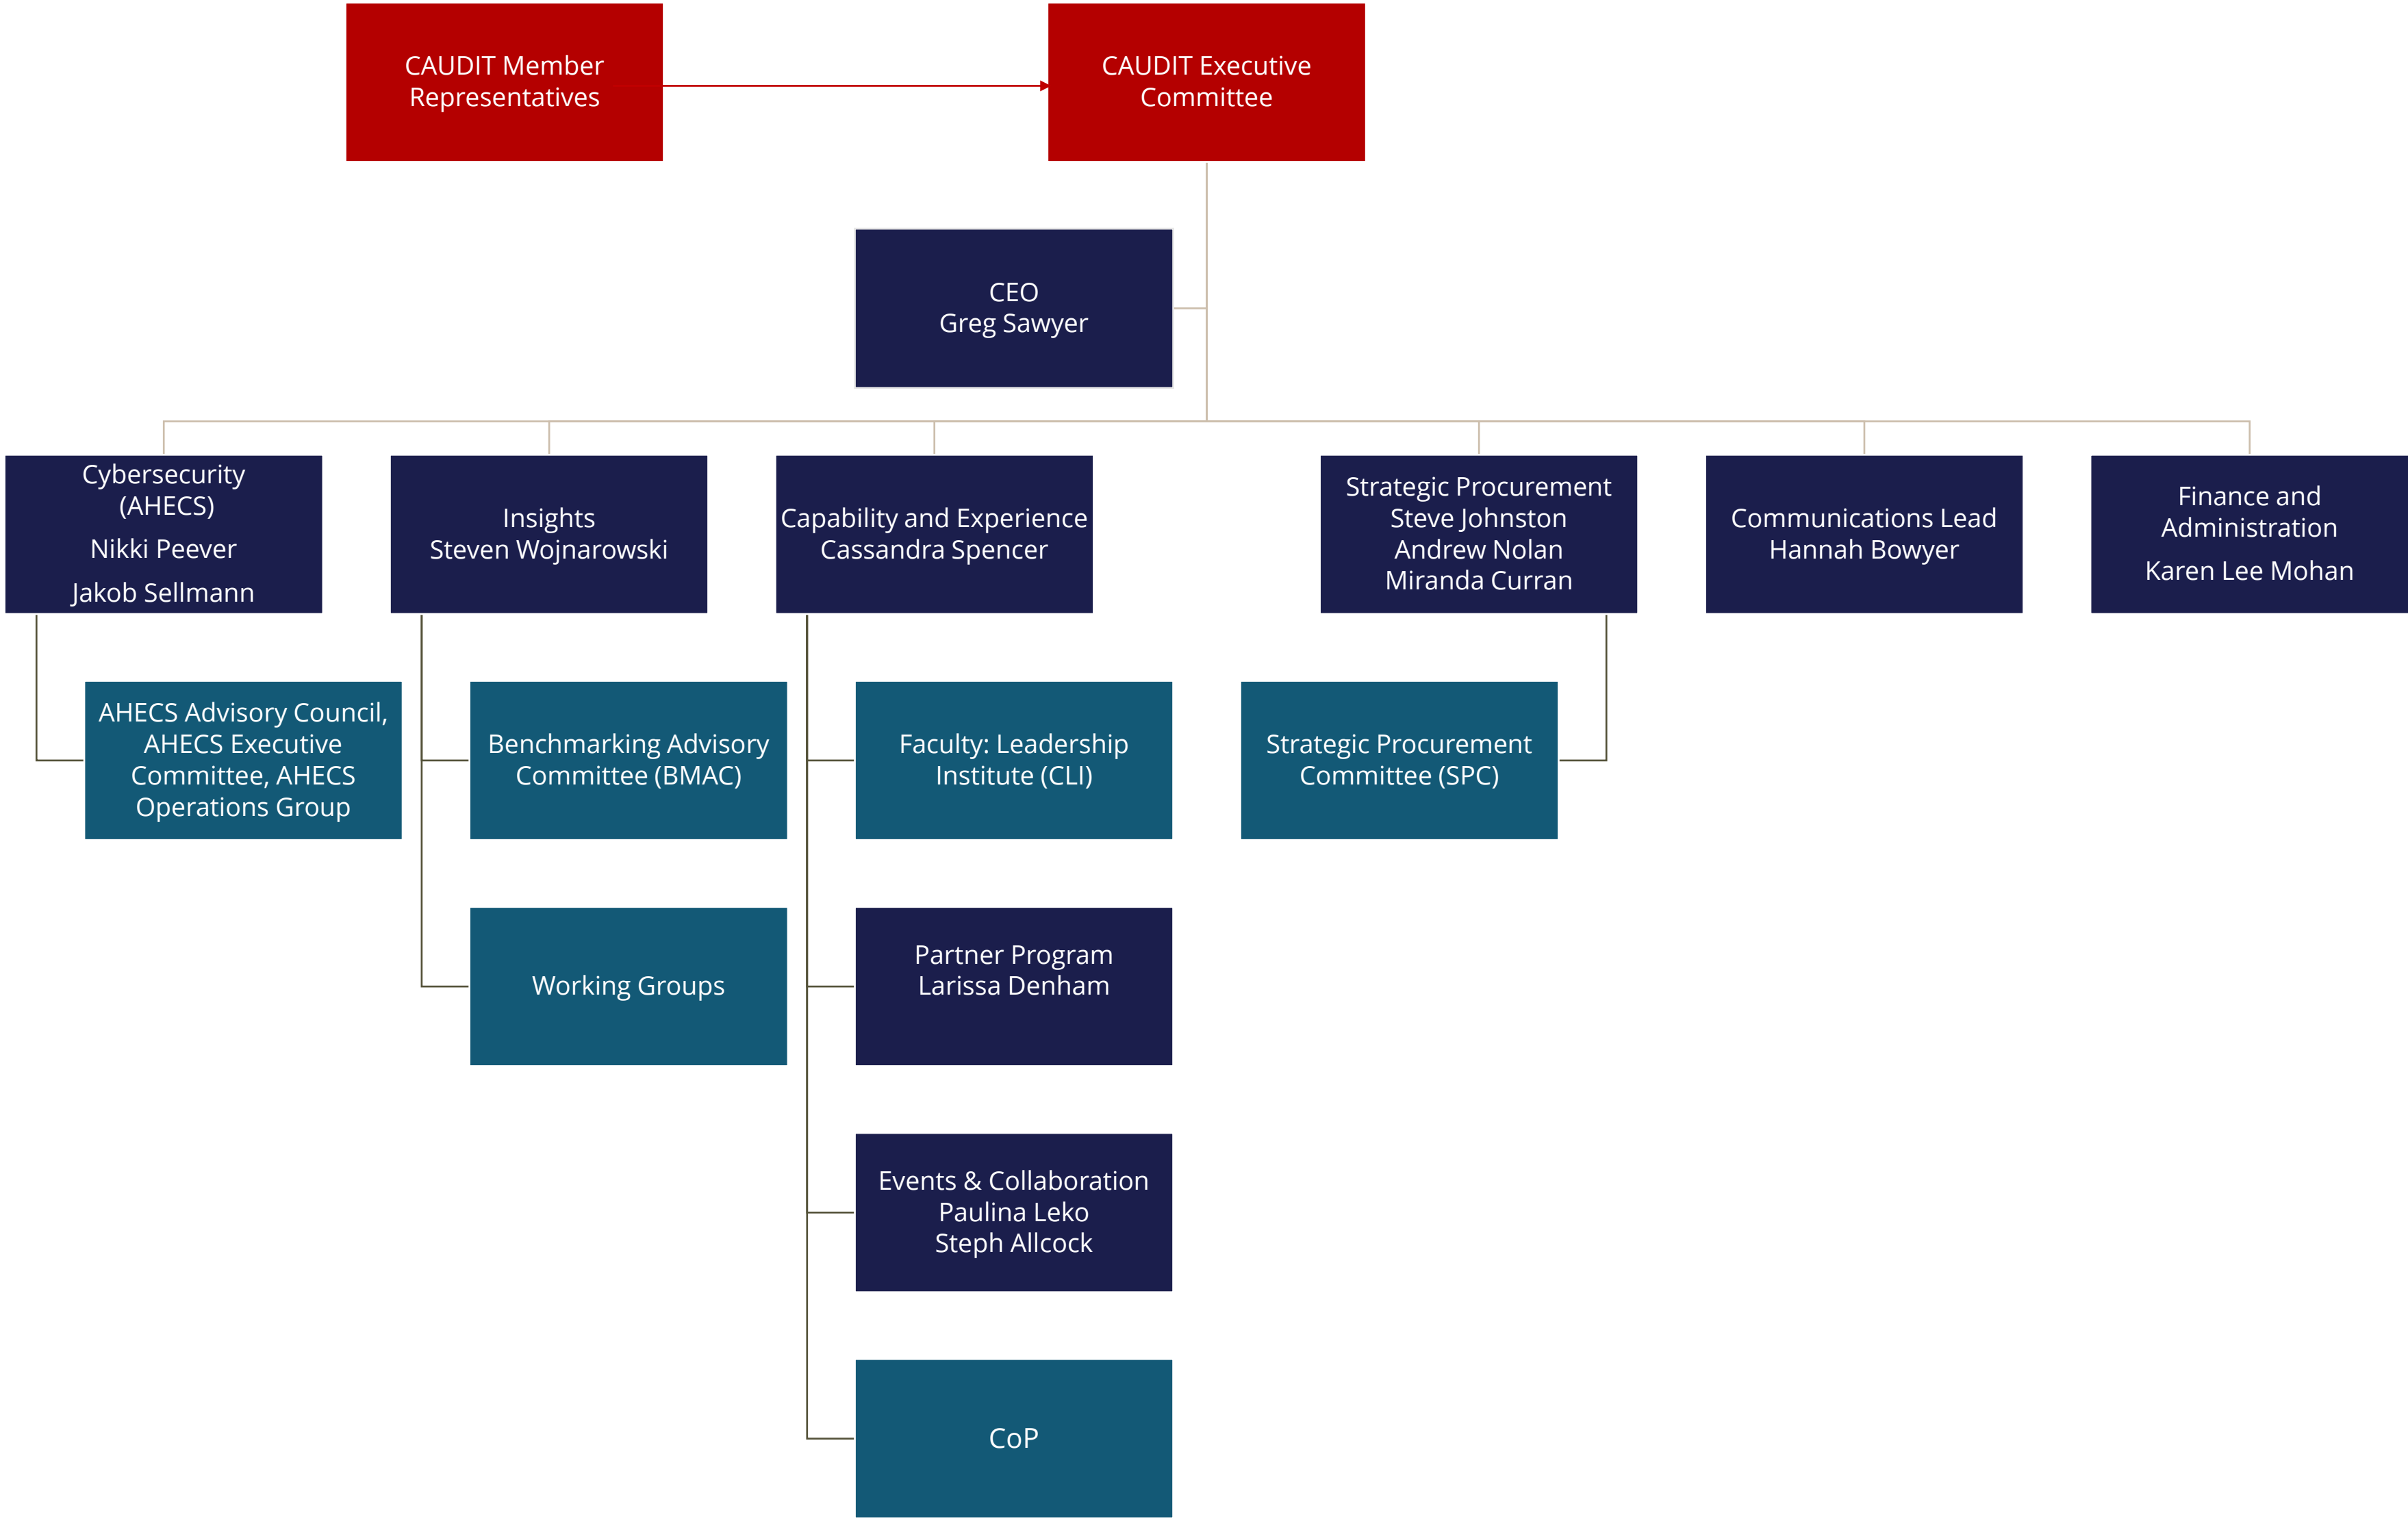 CAUDIT Member
Representatives
CAUDIT Executive
Committee
CEO
Greg Sawyer
Cybersecurity
(AHECS)
Nikki Peever
Jakob Sellmann
Insights
Steven Wojnarowski
Capability and Experience
Cassandra Spencer
Strategic Procurement
Steve Johnston
Andrew Nolan
Miranda Curran
Communications Lead
Hannah Bowyer
Finance and
Administration
Karen Lee Mohan
AHECS Advisory Council,
AHECS Executive
Committee, AHECS
Operations Group
Benchmarking Advisory
Committee (BMAC)
Faculty: Leadership
Institute (CLI)
Strategic Procurement
Committee (SPC)
Working Groups
Partner Program
Larissa Denham
Events & Collaboration
Paulina Leko
Steph Allcock
CoP